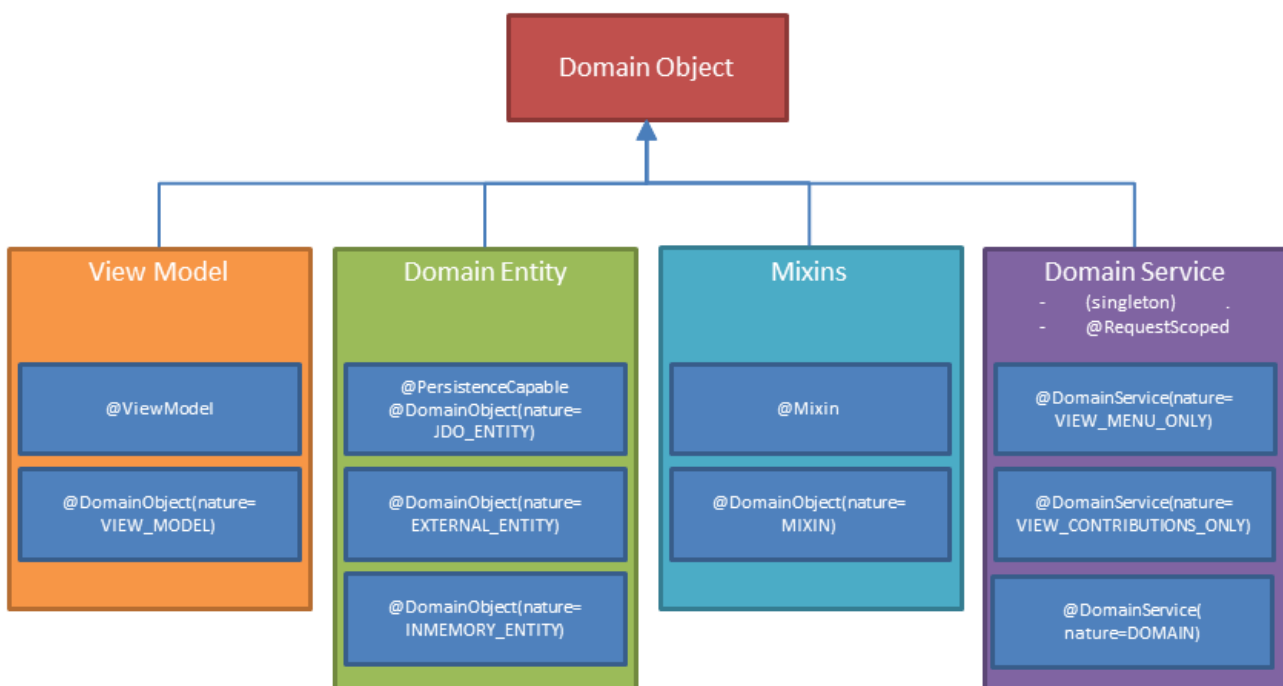 Domain Object
View Model
@ViewModel
@DomainObject(nature=
VIEW_MODEL)
Domain Entity
@PersistenceCapable
@DomainObject(nature=
JDO_ENTITY)
@DomainObject(nature=
EXTERNAL_ENTITY)
@DomainObject(nature=
INMEMORY_ENTITY)
Mixins
@Mixin
@DomainObject(nature=
MIXIN)
Domain Service
- (singleton) .
- @RequestScoped
@DomainService(nature=
VIEW_MENU_ONLY)
@DomainService(nature=
VIEW_CONTRIBUTIONS_ONLY)
@DomainService(
nature=DOMAIN)